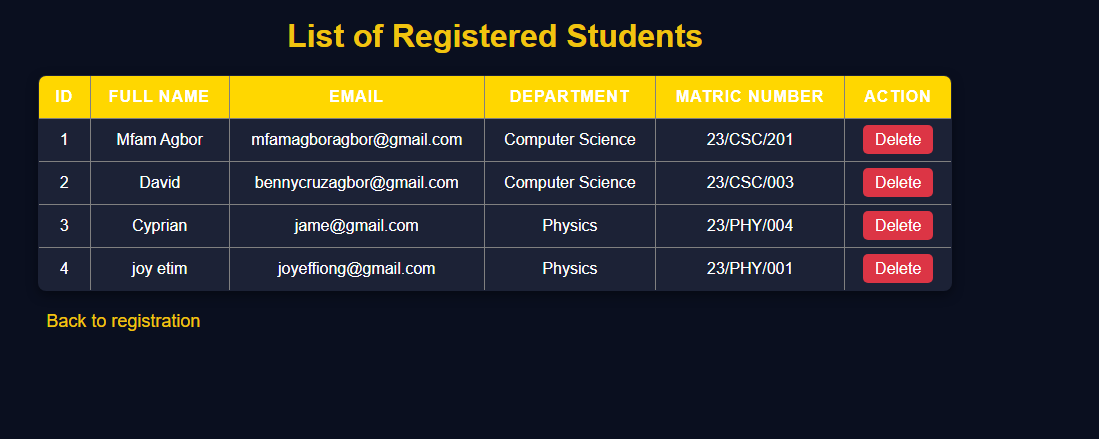 List of Registered Students
ID FULL NAME EMAIL DEPARTMENT MATRIC NUMBER ACTION
1 Mfam Agbor mfamagboragbor@gmail.com Computer Science 23/CSC/201 Delete
2 David bennycruzagbor@gmail.com Computer Science 23/CSC/003 Delete
3 Cyprian jame@gmail.com Physics 23/PHY/004 Delete
4 joy etim joyeffiong@gmail.com Physics 23/PHY/001 Delete
Back to registration